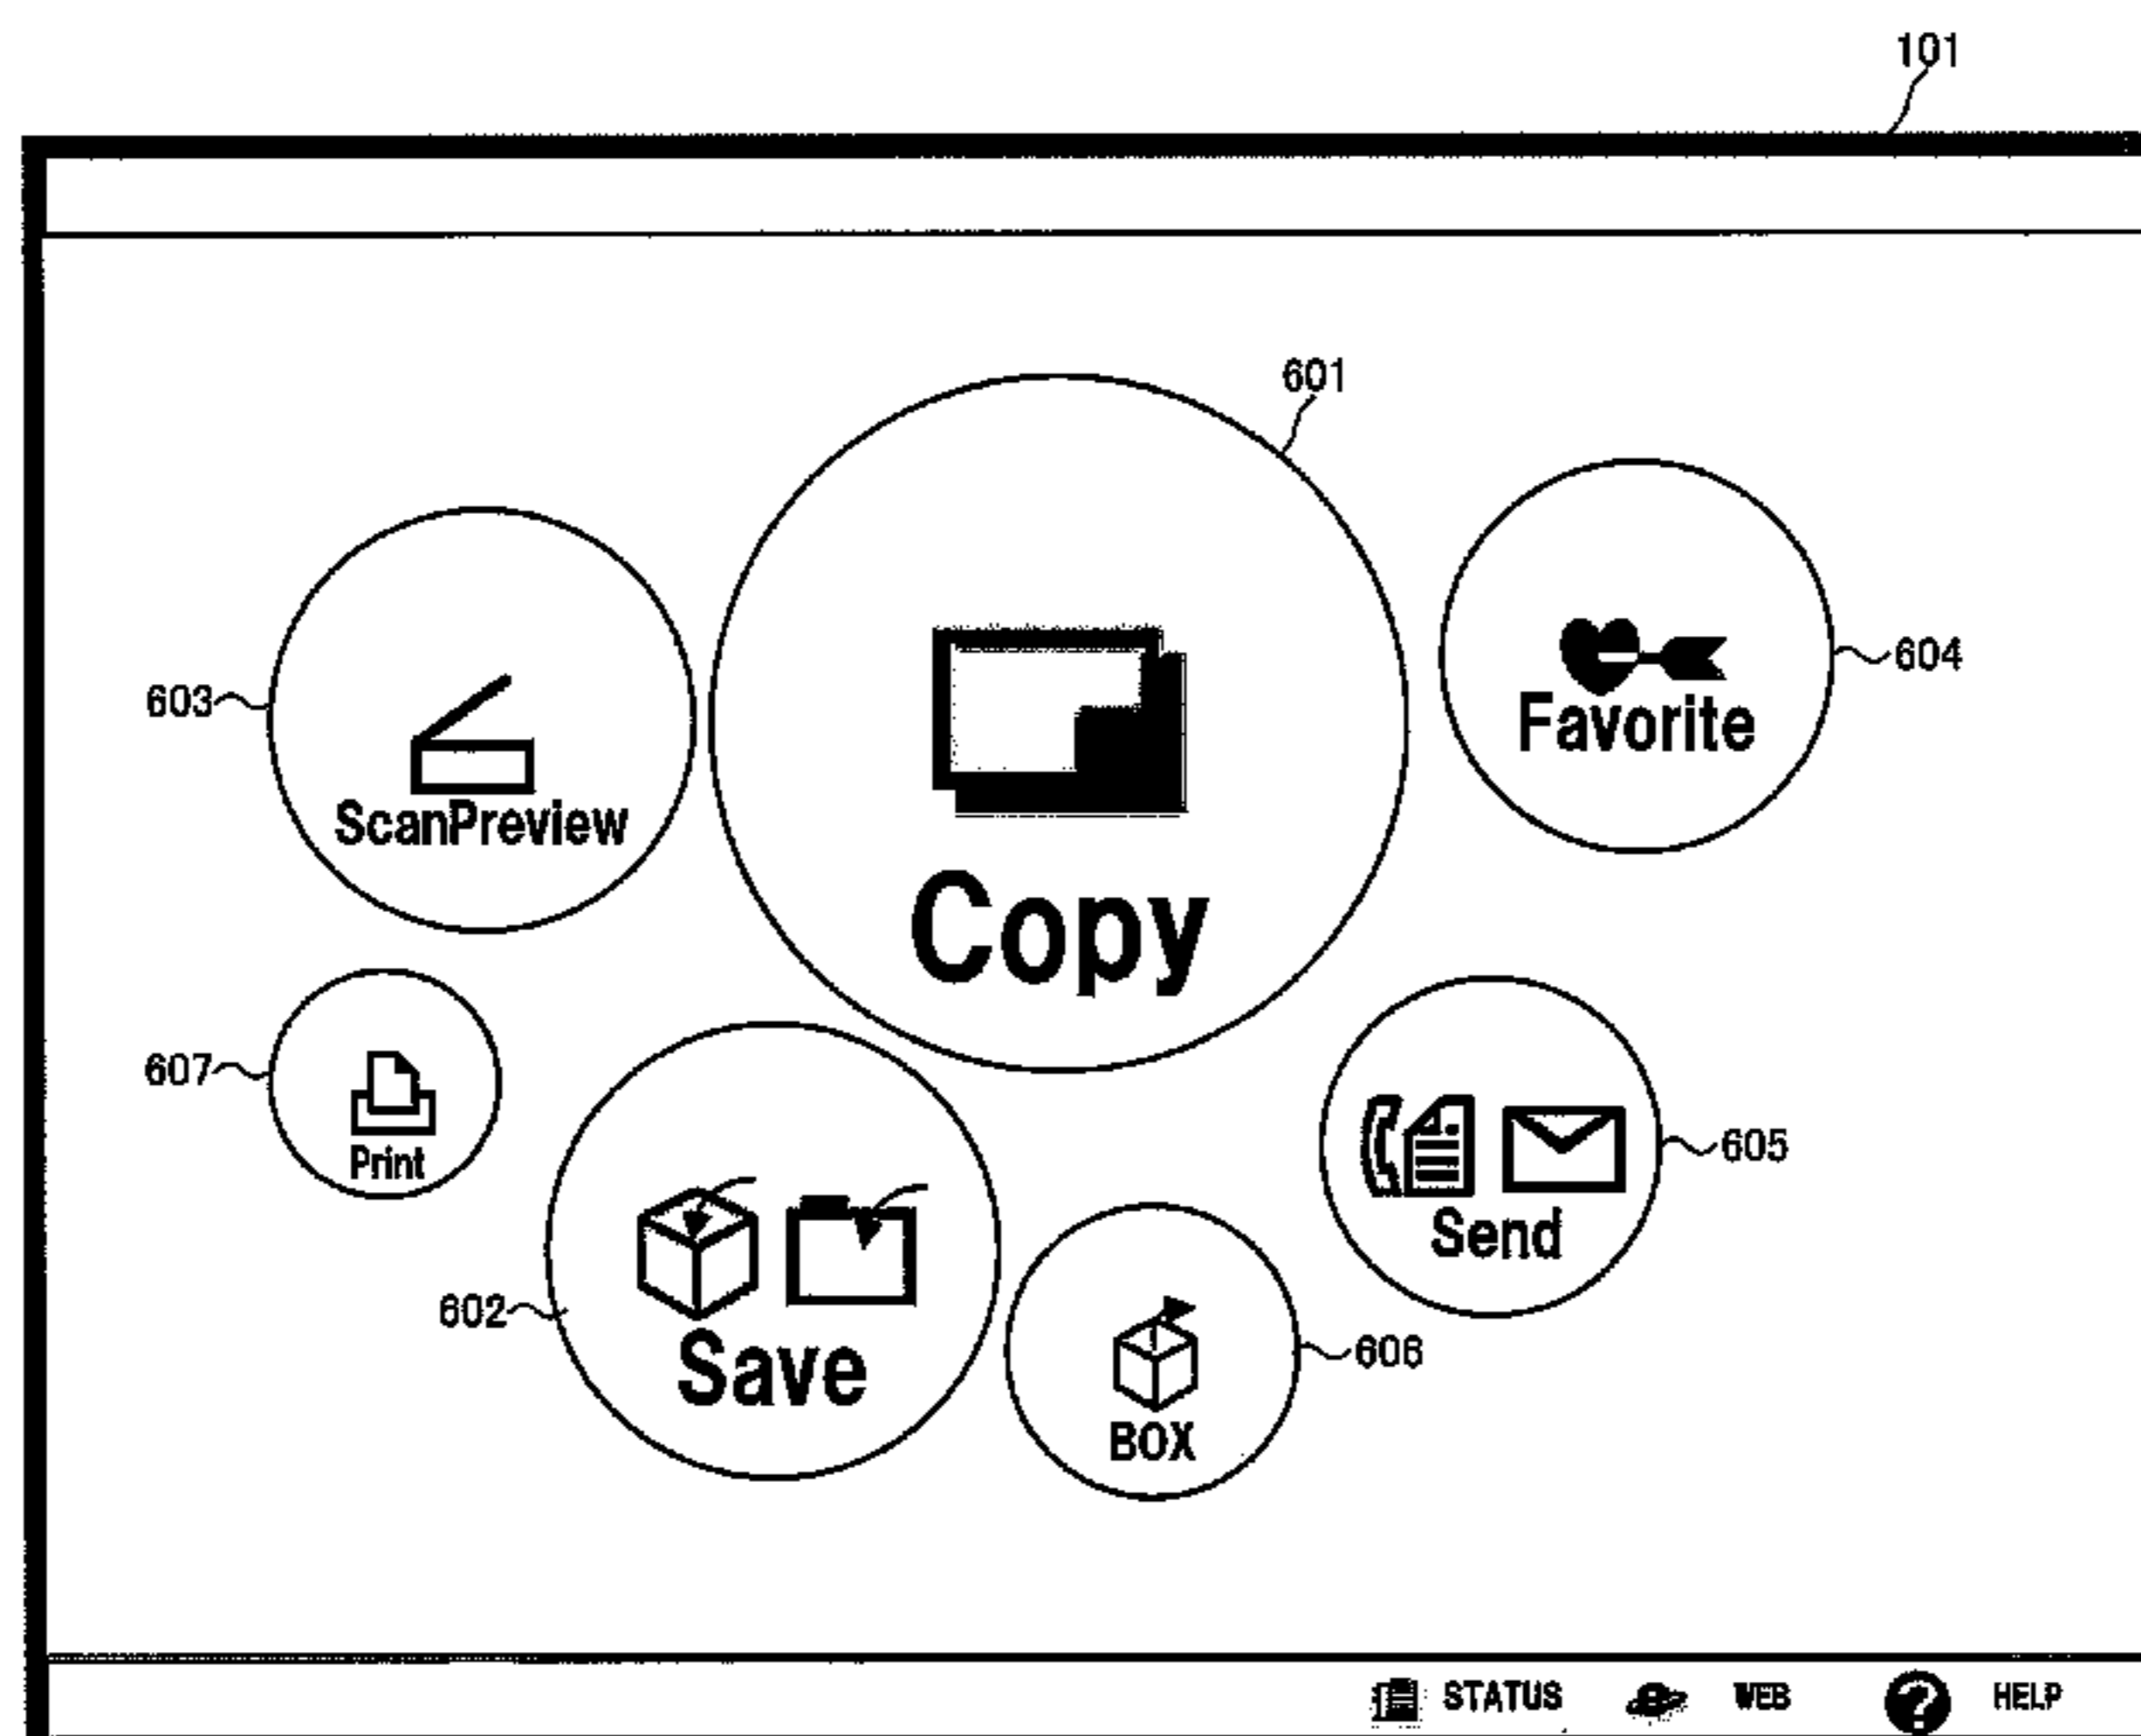 101
601
604
Favorite
603
ScanPreview
Copy
607
Print
605
Send
602
Save
606
BOX
STATUS WEB HELP